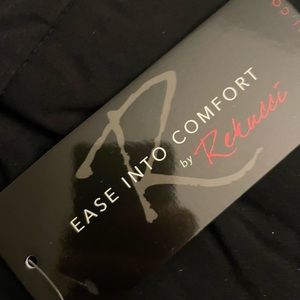 R
EASE INTO COMFORT
by Rekucci